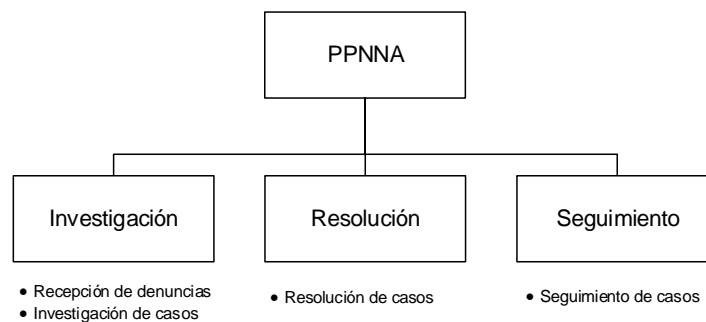 PPNNA
Investigación
Resolución
Seguimiento
• Recepción de denuncias
• Investigación de casos
• Resolución de casos
• Seguimiento de casos